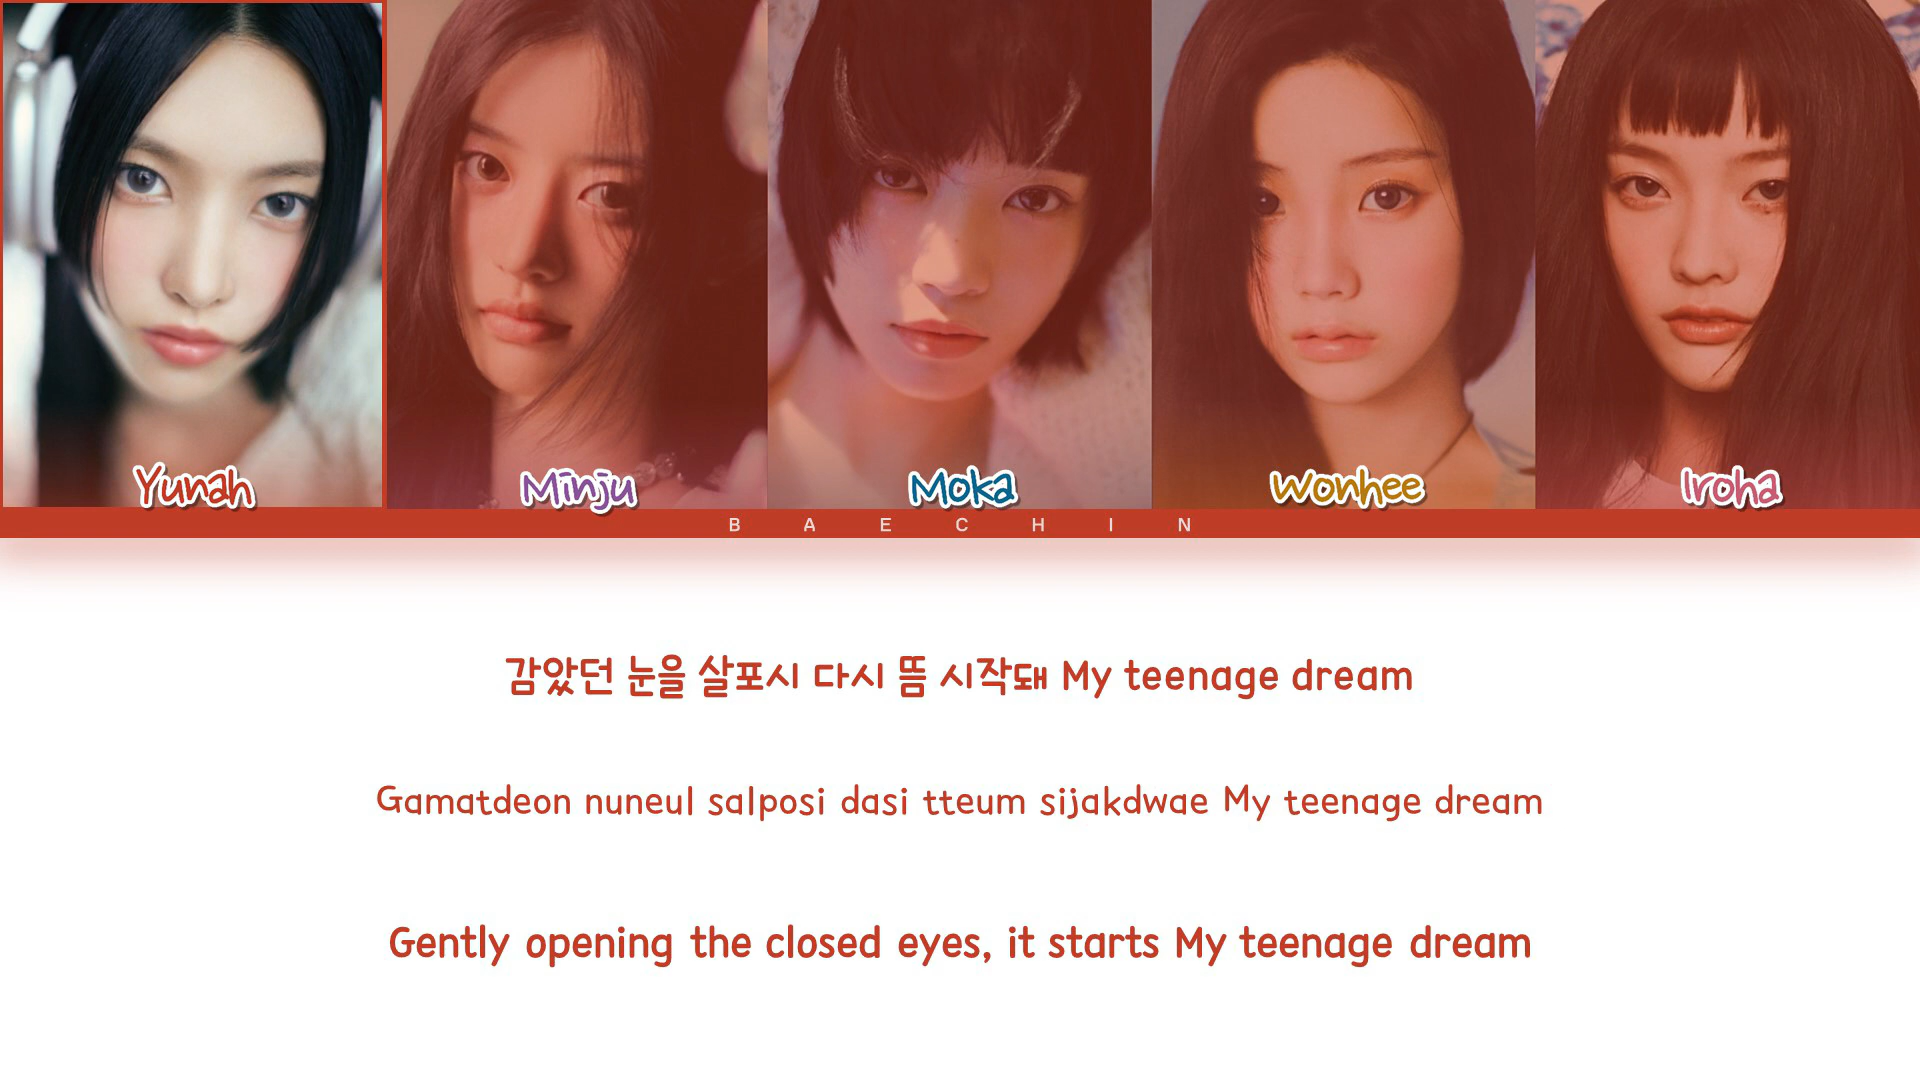 Yunah Minju Moka Wonhee Iroha
BAECHIN
감았던 눈을 살포시 다시 뜸 시작돼 My teenage dream
Gamatdeon nuneul salposi dasi tteum sijakdwae My teenage dream
Gently opening the closed eyes, it starts My teenage dream